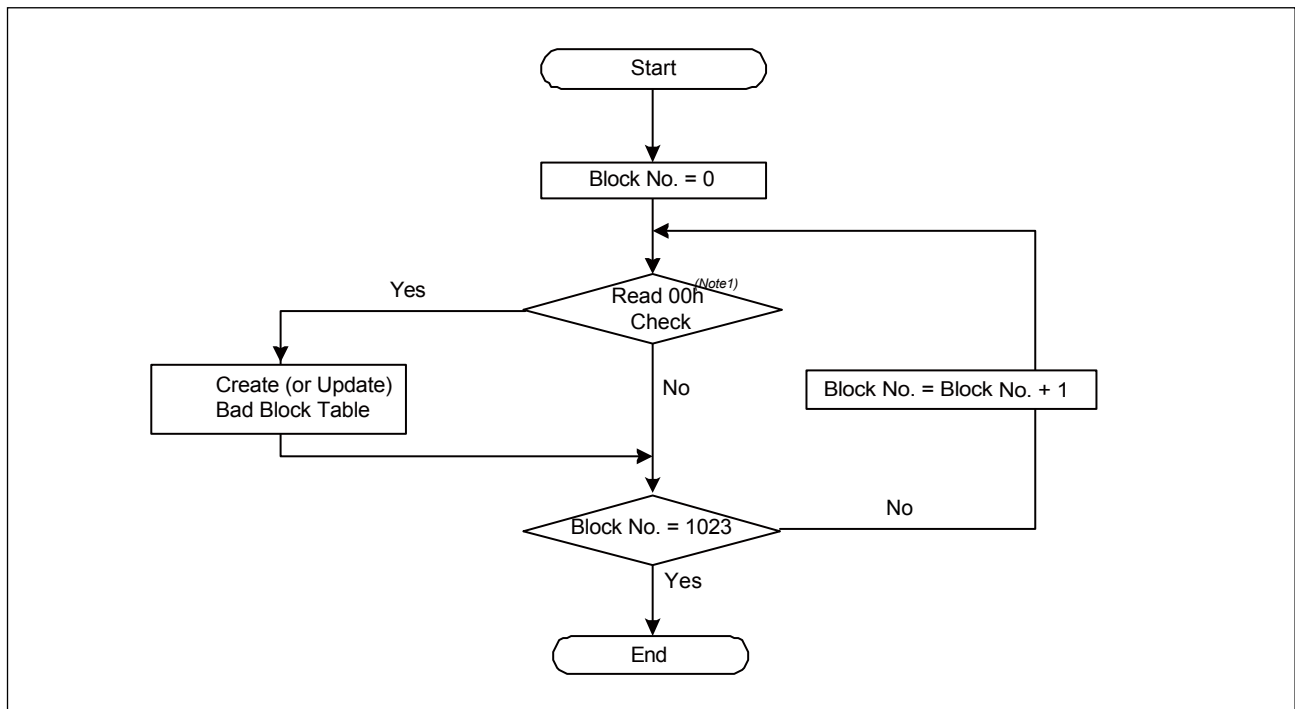 Start
Block No. = 0
(Note1)
Yes
Read 00h
Check
Create (or Update)
Bad Block Table
No
Block No. = Block No. + 1
Block No. = 1023
No
Yes
End